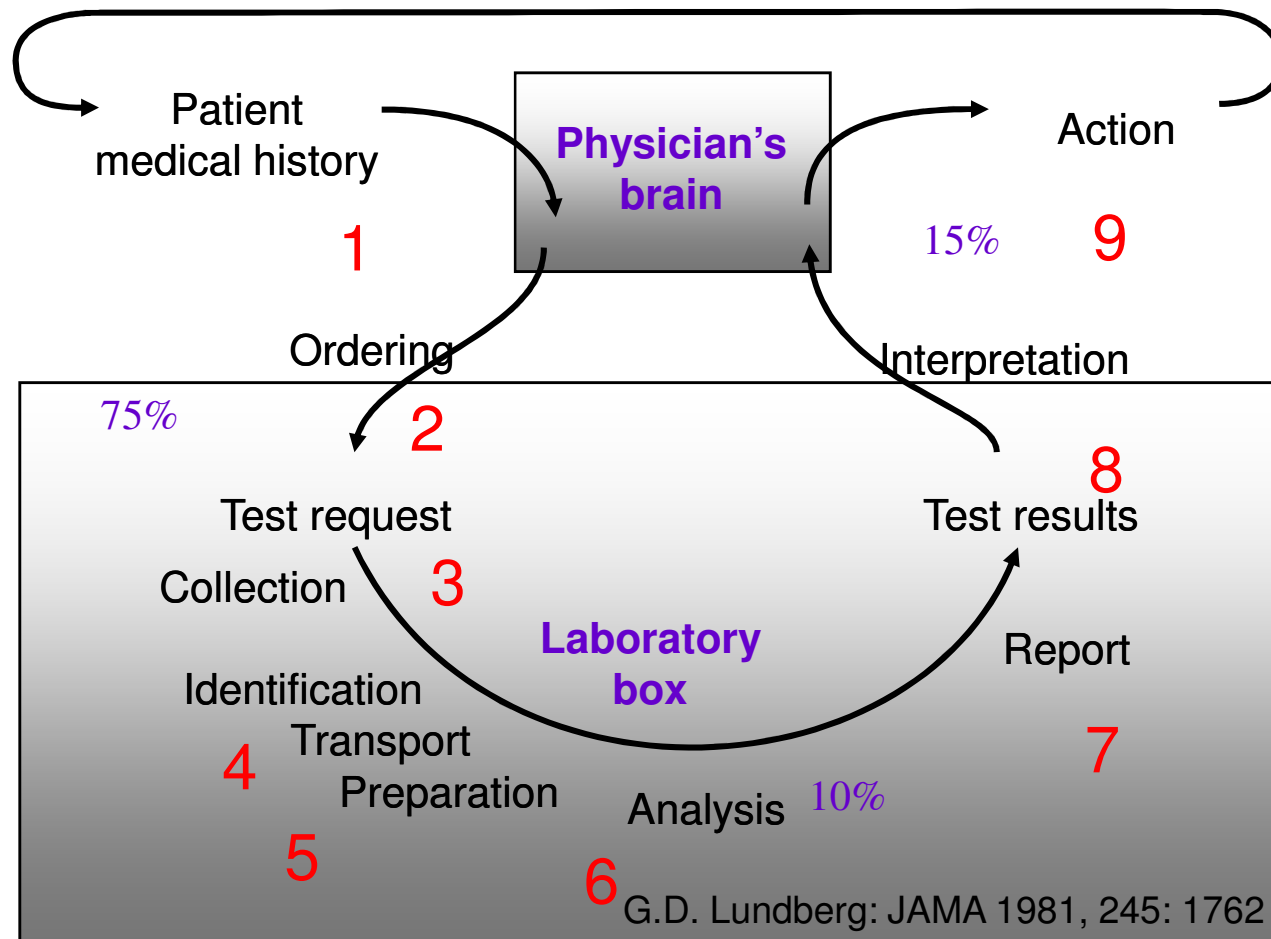 Patient
medical history
1
Physician's
brain
Action
15%
9
Ordering
Interpretation
75%
2
8
Test request
Test results
Collection
3
Laboratory
box
Report
Identification
Transport
4
7
Preparation
Analysis 10%
5
6
G.D. Lundberg: JAMA 1981, 245: 1762